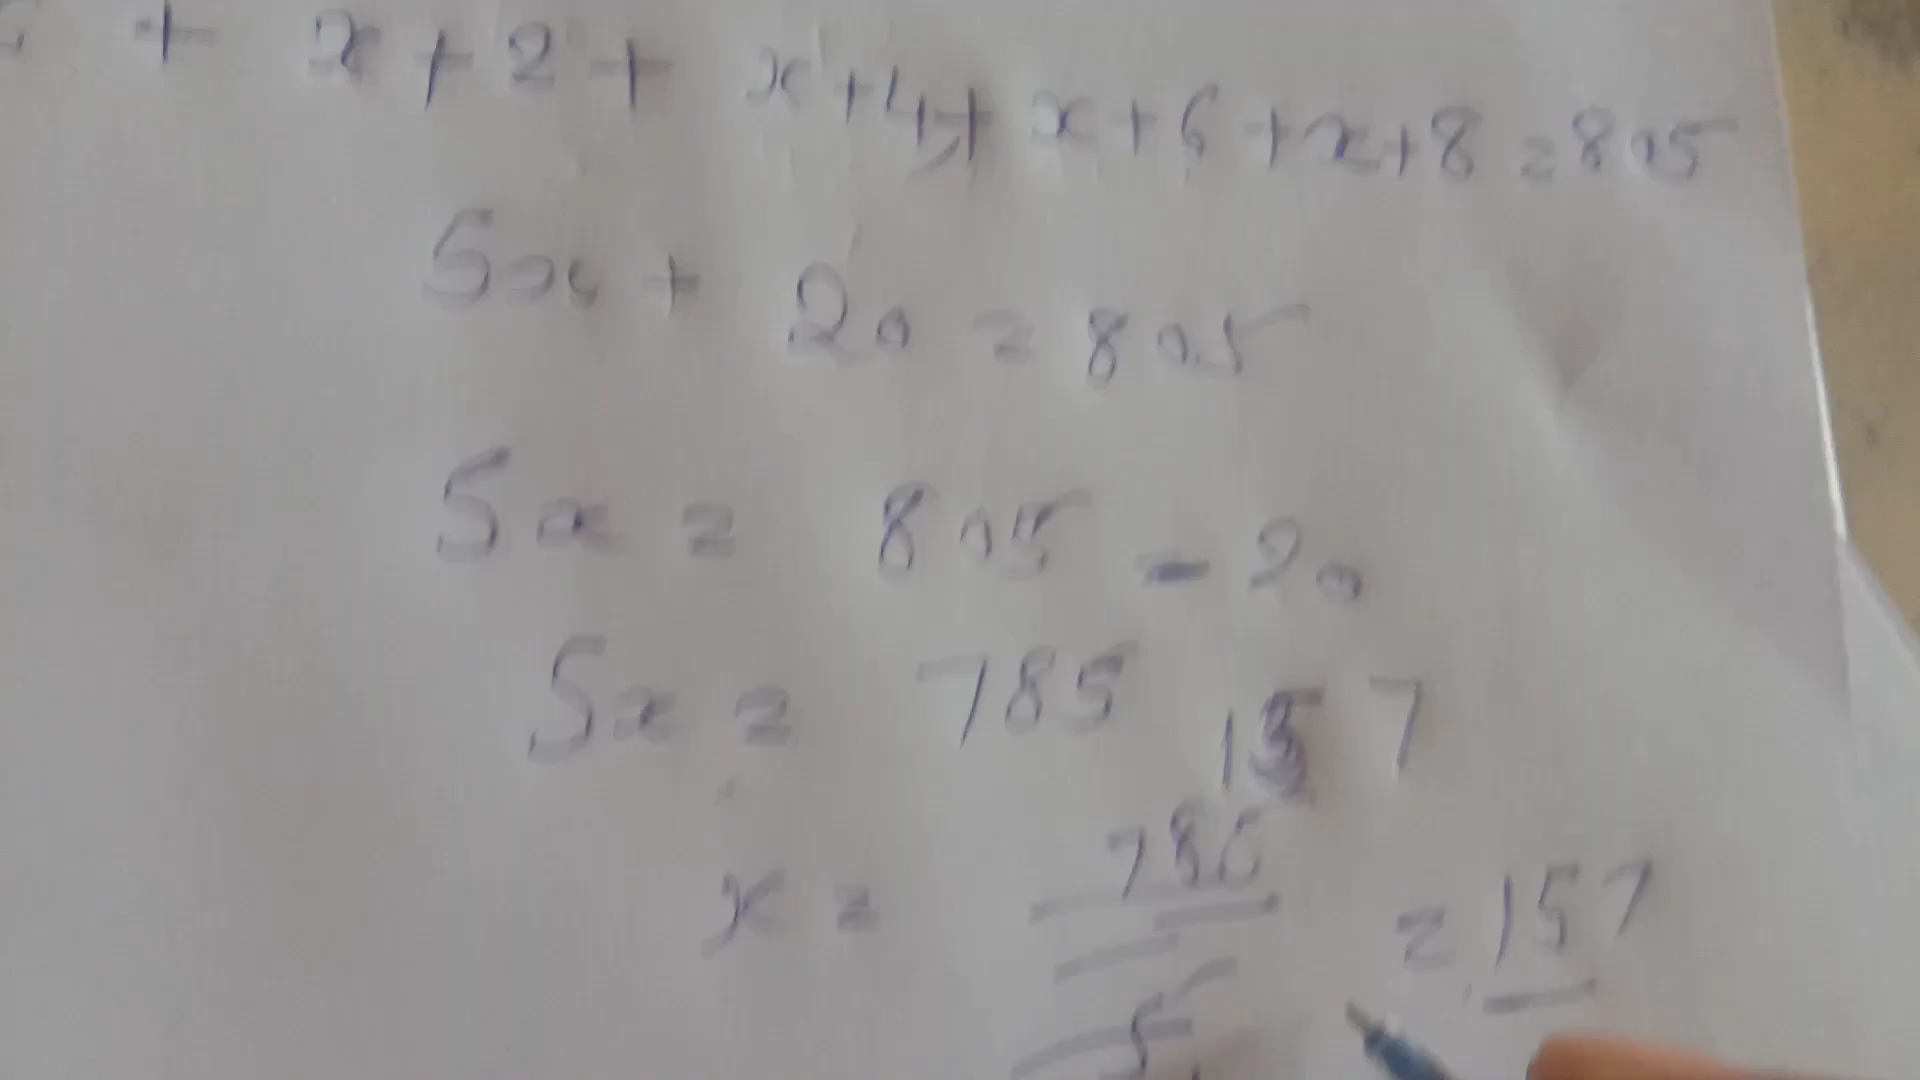 + x + 2 + x + 4 + x + 6 + x + 8 = 805
5x + 20 = 805
5x = 805 - 20
5x = 785
157
x = 785/5 = 157